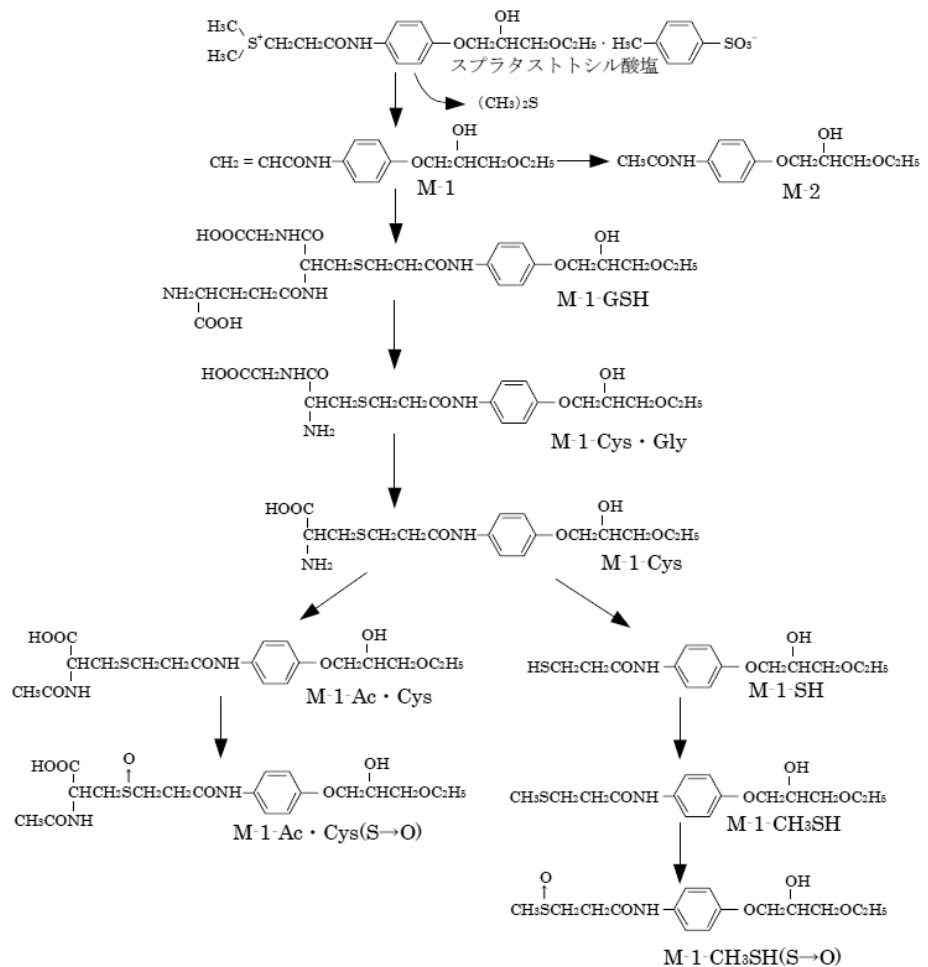 OH
H₃C
S⁺CH₂CH₂CONH OCH₂CHCH₂OC₂H₅ · H₃C SO₃⁻
H₃C
スプラタストトシル酸塩
(CH₃)₂S
OH
CH₂=CHCONH OCH₂CHCH₂OC₂H₅
M-1
OH
CH₃CONH OCH₂CHCH₂OC₂H₅
M-2
HOOCCH₂NHCO OH
CHCH₂SCH₂CH₂CONH OCH₂CHCH₂OC₂H₅
NH₂CHCH₂CH₂CONH
COOH
M-1-GSH
HOOCCH₂NHCO OH
CHCH₂SCH₂CH₂CONH OCH₂CHCH₂OC₂H₅
NH₂
M-1-Cys・Gly
HOOC OH
CHCH₂SCH₂CH₂CONH OCH₂CHCH₂OC₂H₅
NH₂
M-1-Cys
HOOC OH
CHCH₂SCH₂CH₂CONH OCH₂CHCH₂OC₂H₅
CH₃CONH
M-1-Ac・Cys
OH
HSCH₂CH₂CONH OCH₂CHCH₂OC₂H₅
M-1-SH
O
↑
HOOC OH
CHCH₂SCH₂CH₂CONH OCH₂CHCH₂OC₂H₅
CH₃CONH
M-1-Ac・Cys(S→O)
OH
CH₃SCH₂CH₂CONH OCH₂CHCH₂OC₂H₅
M-1-CH₃SH
O
↑
OH
CH₃SCH₂CH₂CONH OCH₂CHCH₂OC₂H₅
M-1-CH₃SH(S→O)